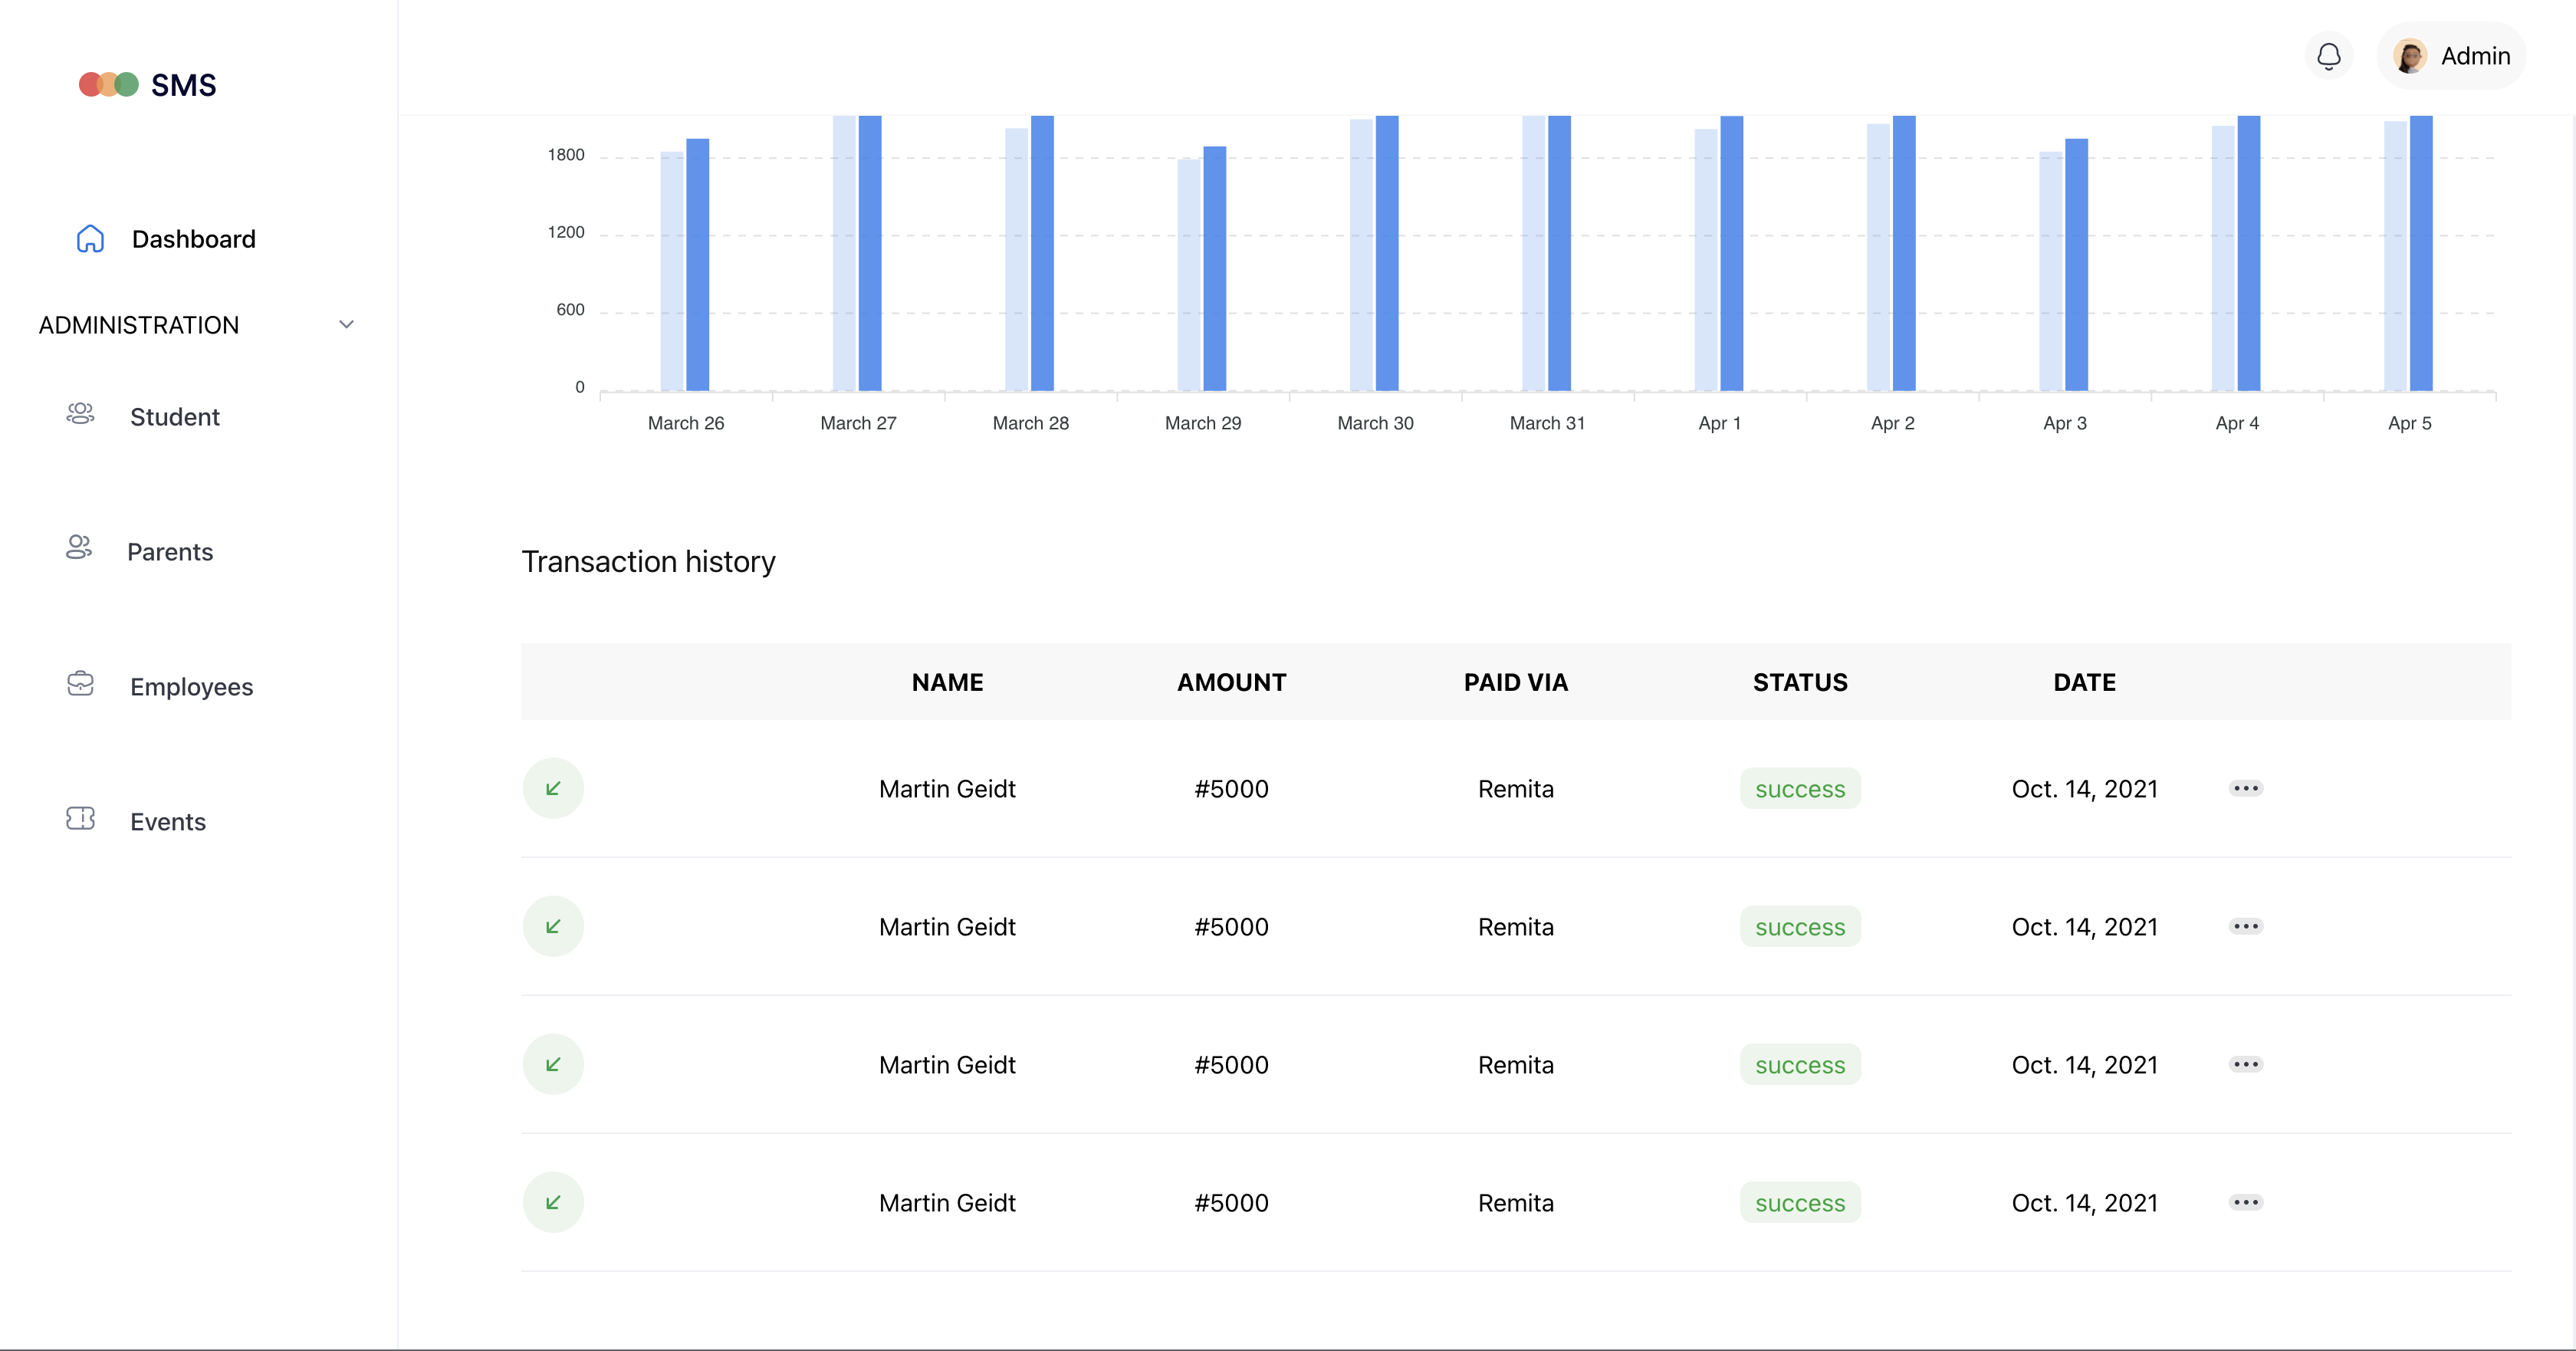 SMS
Admin
Dashboard
ADMINISTRATION
Student
Parents
Employees
Events
1800
1200
600
0
March 26 March 27 March 28 March 29 March 30 March 31 Apr 1 Apr 2 Apr 3 Apr 4 Apr 5
Transaction history
NAME AMOUNT PAID VIA STATUS DATE
Martin Geidt #5000 Remita success Oct. 14, 2021
Martin Geidt #5000 Remita success Oct. 14, 2021
Martin Geidt #5000 Remita success Oct. 14, 2021
Martin Geidt #5000 Remita success Oct. 14, 2021